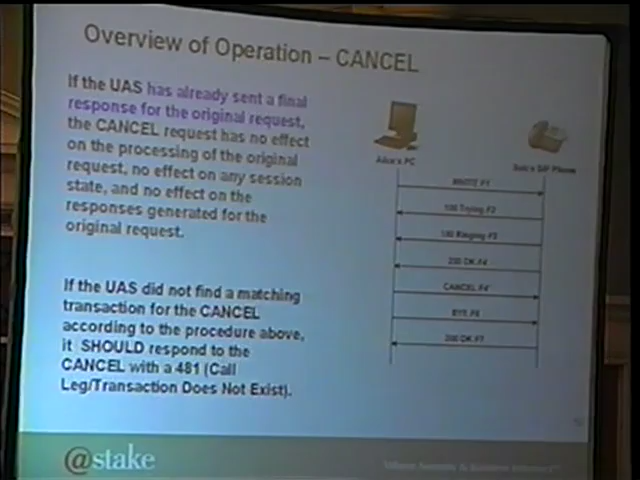 Overview of Operation – CANCEL
If the UAS has already sent a final
response for the original request,
the CANCEL request has no effect
on the processing of the original
request, no effect on any session
state, and no effect on the
responses generated for the
original request.
If the UAS did not find a matching
transaction for the CANCEL
according to the procedure above,
it SHOULD respond to the
CANCEL with a 481 (Call
Leg/Transaction Does Not Exist).
Alice's PC
SIP Phone
INVITE F1
100 Trying F2
180 Ringing F3
200 OK F4
CANCEL
BYE
200 OK
@stake